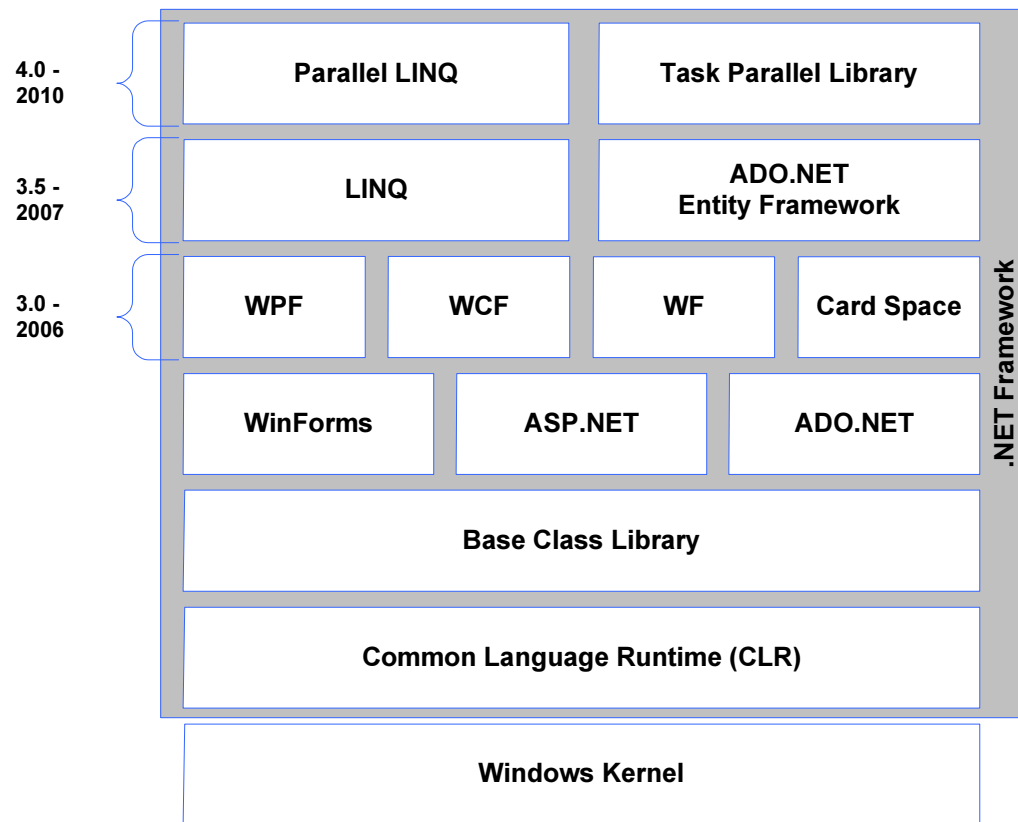 4.0 -
2010
Parallel LINQ
Task Parallel Library
3.5 -
2007
LINQ
ADO.NET
Entity Framework
3.0 -
2006
WPF
WCF
WF
Card Space
WinForms
ASP.NET
ADO.NET
.NET Framework
Base Class Library
Common Language Runtime (CLR)
Windows Kernel